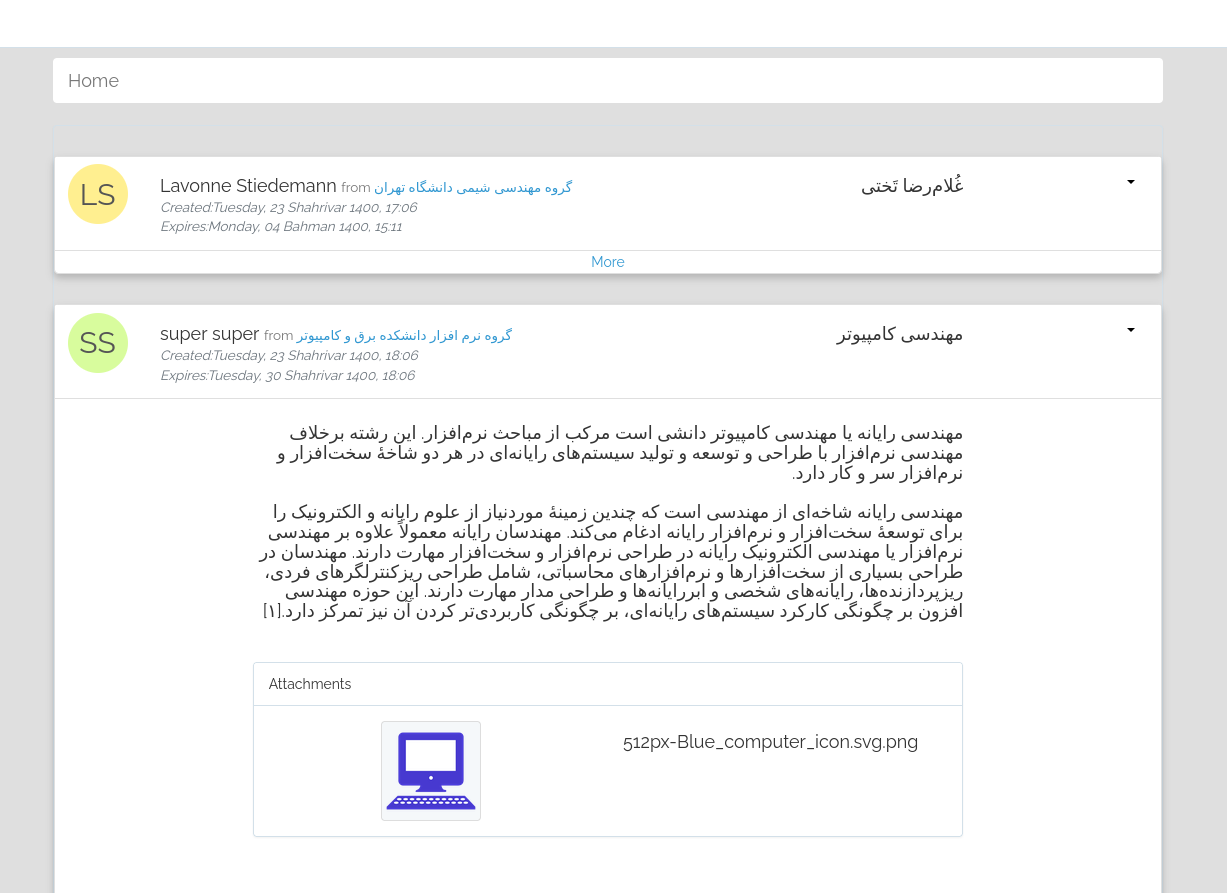 Home
LS
Lavonne Stiedemann from گروه مهندسی شیمی دانشگاه تهران
غُلام‌رضا تَختی
Created:Tuesday, 23 Shahrivar 1400, 17:06
Expires:Monday, 04 Bahman 1400, 15:11
More
SS
super super from گروه نرم افزار دانشکده برق و کامپیوتر
مهندسی کامپیوتر
Created:Tuesday, 23 Shahrivar 1400, 18:06
Expires:Tuesday, 30 Shahrivar 1400, 18:06
مهندسی رایانه یا مهندسی کامپیوتر دانشی است مرکب از مباحث نرم‌افزار. این رشته برخلاف
مهندسی نرم‌افزار با طراحی و توسعه و تولید سیستم‌های رایانه‌ای در هر دو شاخهٔ سخت‌افزار و
نرم‌افزار سر و کار دارد.
مهندسی رایانه شاخه‌ای از مهندسی است که چندین زمینهٔ موردنیاز از علوم رایانه و الکترونیک را
برای توسعهٔ سخت‌افزار و نرم‌افزار رایانه ادغام می‌کند. مهندسان رایانه معمولاً علاوه بر مهندسی
نرم‌افزار یا مهندسی الکترونیک رایانه در طراحی نرم‌افزار و سخت‌افزار مهارت دارند. مهندسان در
طراحی بسیاری از سخت‌افزارها و نرم‌افزارهای محاسباتی، شامل طراحی ریزکنترلگرهای فردی،
ریزپردازنده‌ها، رایانه‌های شخصی و ابررایانه‌ها و طراحی مدار مهارت دارند. این حوزه مهندسی
افزون بر چگونگی کارکرد سیستم‌های رایانه‌ای، بر چگونگی کاربردی‌تر کردن آن نیز تمرکز دارد.[۱]
Attachments
512px-Blue_computer_icon.svg.png